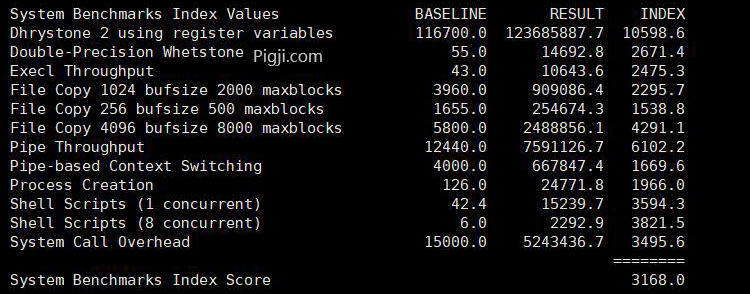 System Benchmarks Index Values BASELINE RESULT INDEX
Dhrystone 2 using register variables 116700.0 123685887.7 10598.6
Double-Precision Whetstone 55.0 14692.8 2671.4
Pigji.com
Execl Throughput 43.0 10643.6 2475.3
File Copy 1024 bufsize 2000 maxblocks 3960.0 909086.4 2295.7
File Copy 256 bufsize 500 maxblocks 1655.0 254674.3 1538.8
File Copy 4096 bufsize 8000 maxblocks 5800.0 2488856.1 4291.1
Pipe Throughput 12440.0 7591126.7 6102.2
Pipe-based Context Switching 4000.0 667847.4 1669.6
Process Creation 126.0 24771.8 1966.0
Shell Scripts (1 concurrent) 42.4 15239.7 3594.3
Shell Scripts (8 concurrent) 6.0 2292.9 3821.5
System Call Overhead 15000.0 5243436.7 3495.6
========
System Benchmarks Index Score 3168.0